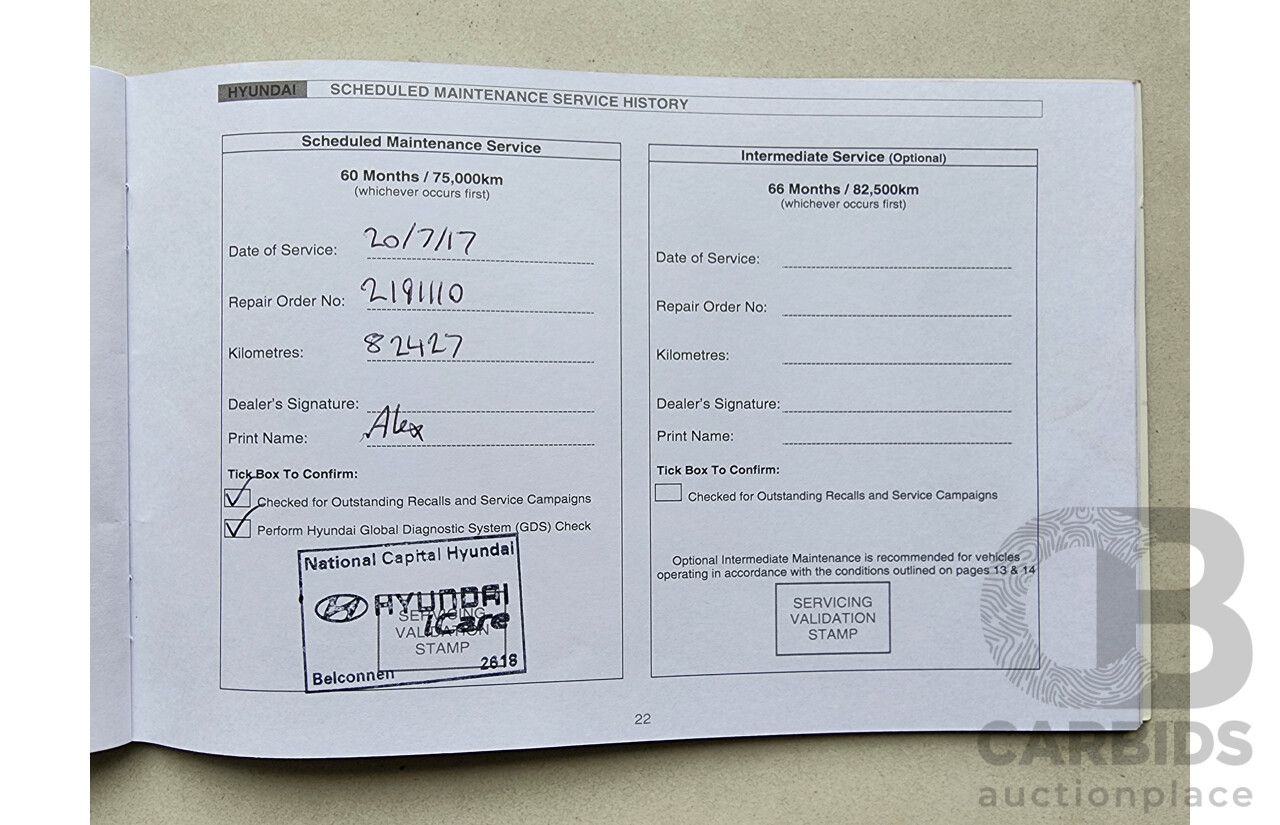 HYUNDAI SCHEDULED MAINTENANCE SERVICE HISTORY
Scheduled Maintenance Service
60 Months / 75,000km
(whichever occurs first)
Date of Service: 20/7/17
Repair Order No: 2191110
Kilometres: 82427
Dealer's Signature:
Print Name: Alex
Tick Box To Confirm:
Checked for Outstanding Recalls and Service Campaigns
Perform Hyundai Global Diagnostic System (GDS) Check
National Capital Hyundai
HYUNDAI
iCare
SERVICING
VALIDATION
STAMP
Belconnen 2618
Intermediate Service (Optional)
66 Months / 82,500km
(whichever occurs first)
Date of Service:
Repair Order No:
Kilometres:
Dealer's Signature:
Print Name:
Tick Box To Confirm:
Checked for Outstanding Recalls and Service Campaigns
Optional Intermediate Maintenance is recommended for vehicles
operating in accordance with the conditions outlined on pages 13 & 14
SERVICING
VALIDATION
STAMP
22
CB
CARBIDS
auctionplace